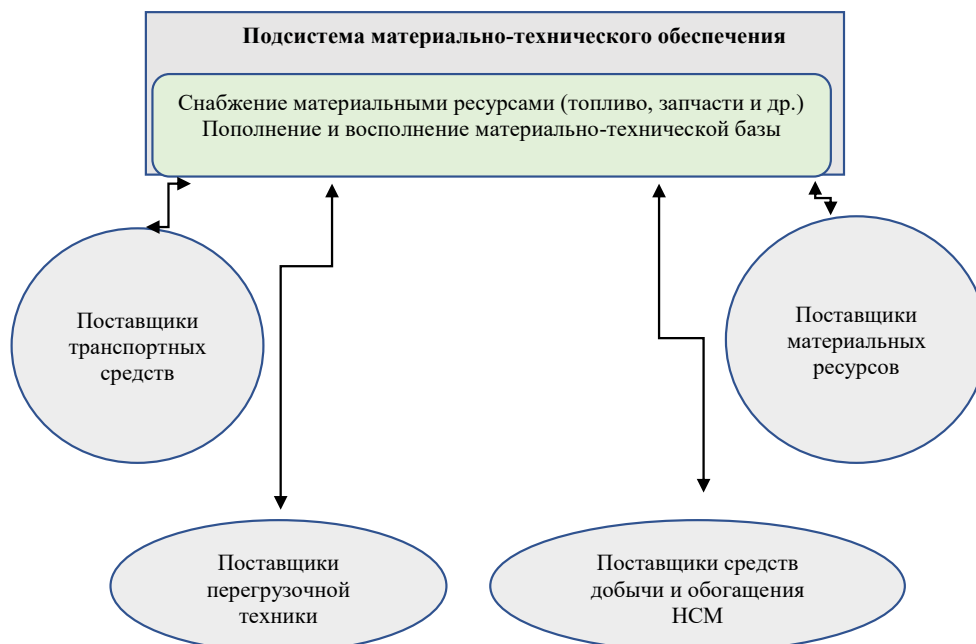 Подсистема материально-технического обеспечения
Снабжение материальными ресурсами (топливо, запчасти и др.)
Пополнение и восполнение материально-технической базы
Поставщики
транспортных
средств
Поставщики
материальных
ресурсов
Поставщики
перегрузочной
техники
Поставщики средств
добычи и обогащения
НСМ